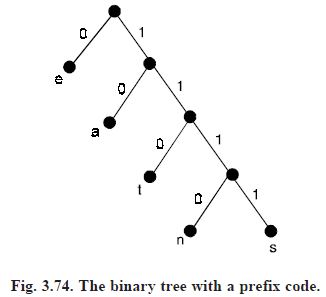 0 1
e 0 1
a 0 1
t 0 1
n s
Fig. 3.74. The binary tree with a prefix code.